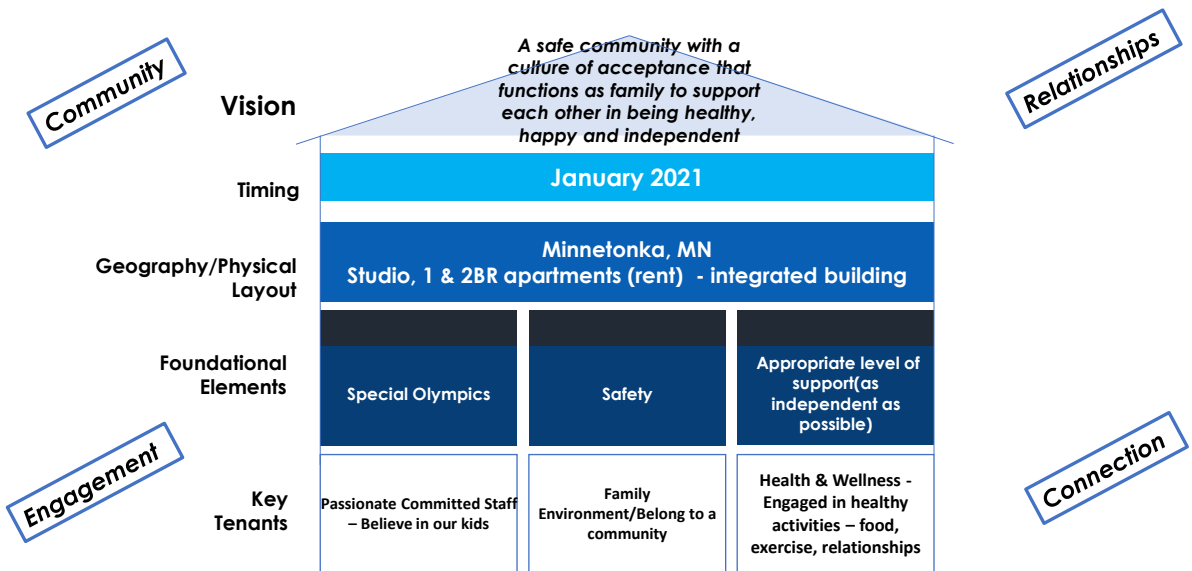 Community
Relationships
Vision
A safe community with a
culture of acceptance that
functions as family to support
each other in being healthy,
happy and independent
Timing
January 2021
Geography/Physical
Layout
Minnetonka, MN
Studio, 1 & 2BR apartments (rent)  - integrated building
Foundational
Elements
Special Olympics
Safety
Appropriate level of
support(as
independent as
possible)
Engagement
Connection
Key
Tenants
Passionate Committed Staff
– Believe in our kids
Family
Environment/Belong to a
community
Health & Wellness -
Engaged in healthy
activities – food,
exercise, relationships